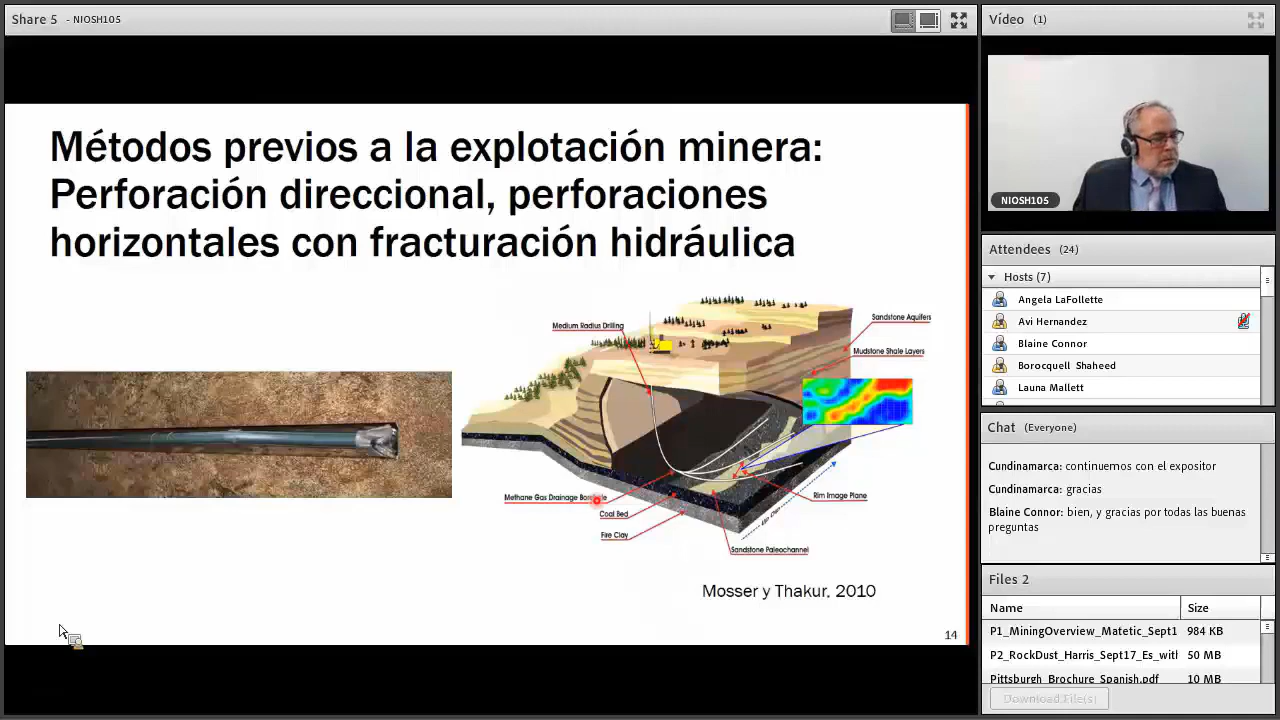 Share 5 - NIOSH105
Métodos previos a la explotación minera:
Perforación direccional, perforaciones
horizontales con fracturación hidráulica
Medium Radius Drilling
Sandstone Aquifers
Mudstone Shale Layers
Methane Gas Drainage
Coal Bed
Fire Clay
Rim Image Plane
Up Dip
Sandstone Paleochannel
Mosser y Thakur, 2010
14
Vídeo (1)
NIOSH105
Attendees (24)
Hosts (7)
Angela LaFollette
Avi Hernandez
Blaine Connor
Borocquell Shaheed
Launa Mallett
Chat (Everyone)
Cundinamarca: continuemos con el expositor
Cundinamarca: gracias
Blaine Connor: bien, y gracias por todas las buenas
preguntas
Files 2
Name Size
P1_MiningOverview_Matetic_Sept1 984 KB
P2_RockDust_Harris_Sept17_Es_with 50 MB
Pittsburgh_Brochure_Spanish.pdf 10 MB
Download File(s)